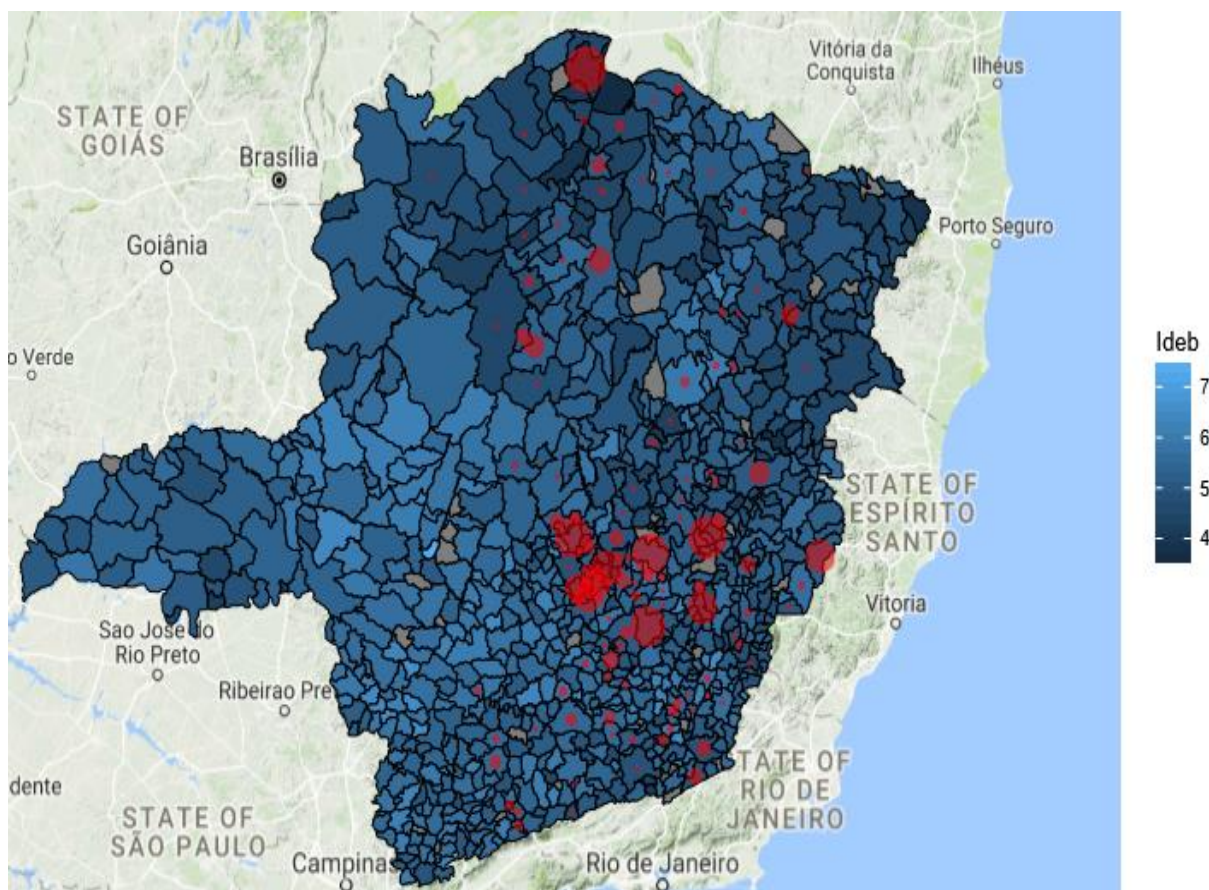 Vitória da
Conquista
Ilhéus
STATE OF
GOIÁS
Brasília
Porto Seguro
Goiânia
o Verde
Ideb
7
6
5
4
STATE OF
ESPÍRITO
SANTO
Vitoria
Sao José do
Rio Preto
Ribeirao Pre
dente
STATE OF
SÃO PAULO
TATE OF
RIO DE
JANEIRO
Campinas
Rio de Janeiro